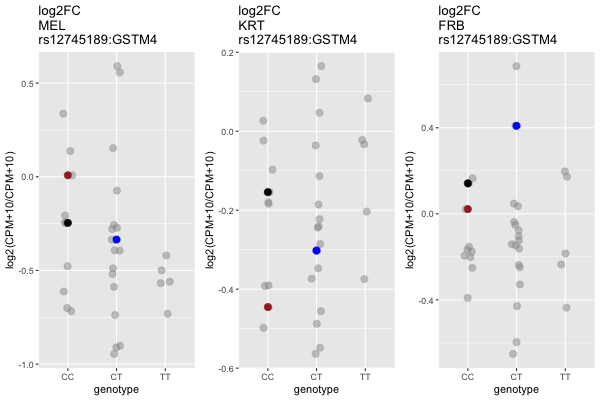 log2FC
MEL
rs12745189:GSTM4
log2(CPM+10/CPM+10)
0.5
0.0
-0.5
-1.0
CC CT TT
genotype
log2FC
KRT
rs12745189:GSTM4
log2(CPM+10/CPM+10)
0.2
0.0
-0.2
-0.4
-0.6
CC CT TT
genotype
log2FC
FRB
rs12745189:GSTM4
log2(CPM+10/CPM+10)
0.4
0.0
-0.4
CC CT TT
genotype